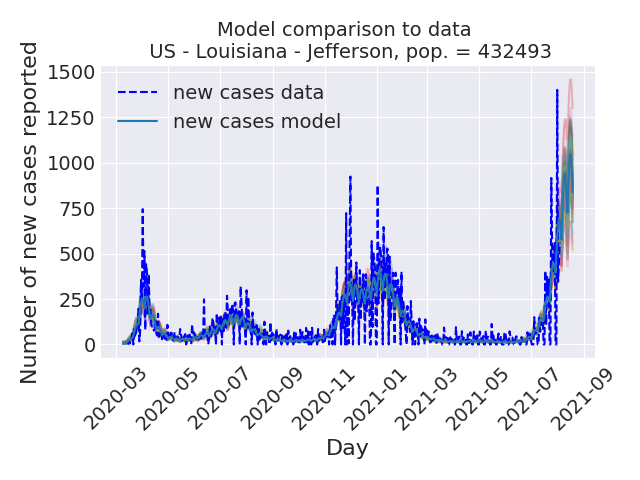 Model comparison to data
US - Louisiana - Jefferson, pop. = 432493
new cases data
new cases model
Number of new cases reported
1500
1250
1000
750
500
250
0
2020-03
2020-05
2020-07
2020-09
2020-11
2021-01
2021-03
2021-05
2021-07
2021-09
Day